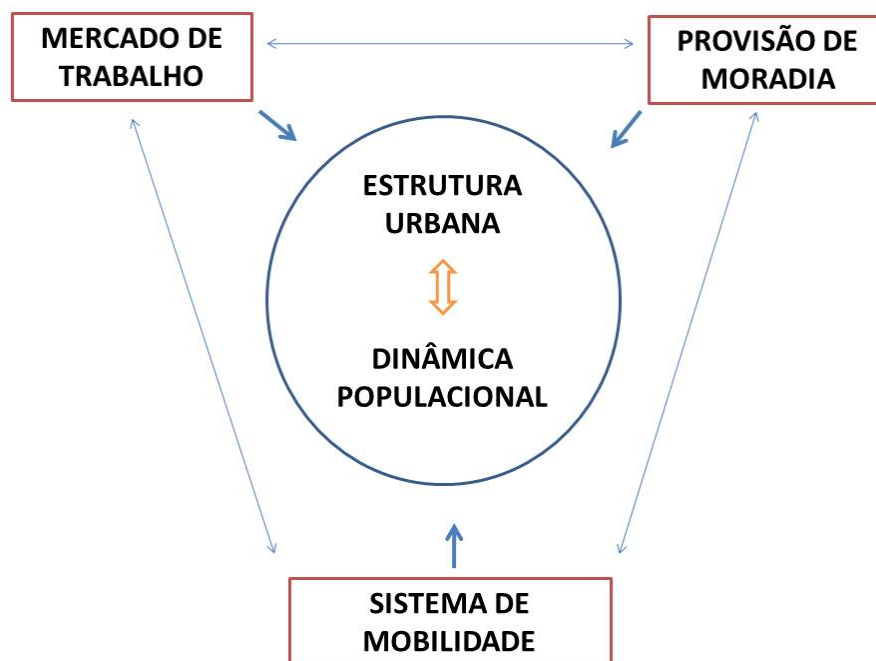 MERCADO DE
TRABALHO
PROVISÃO DE
MORADIA
ESTRUTURA
URBANA
DINÂMICA
POPULACIONAL
SISTEMA DE
MOBILIDADE